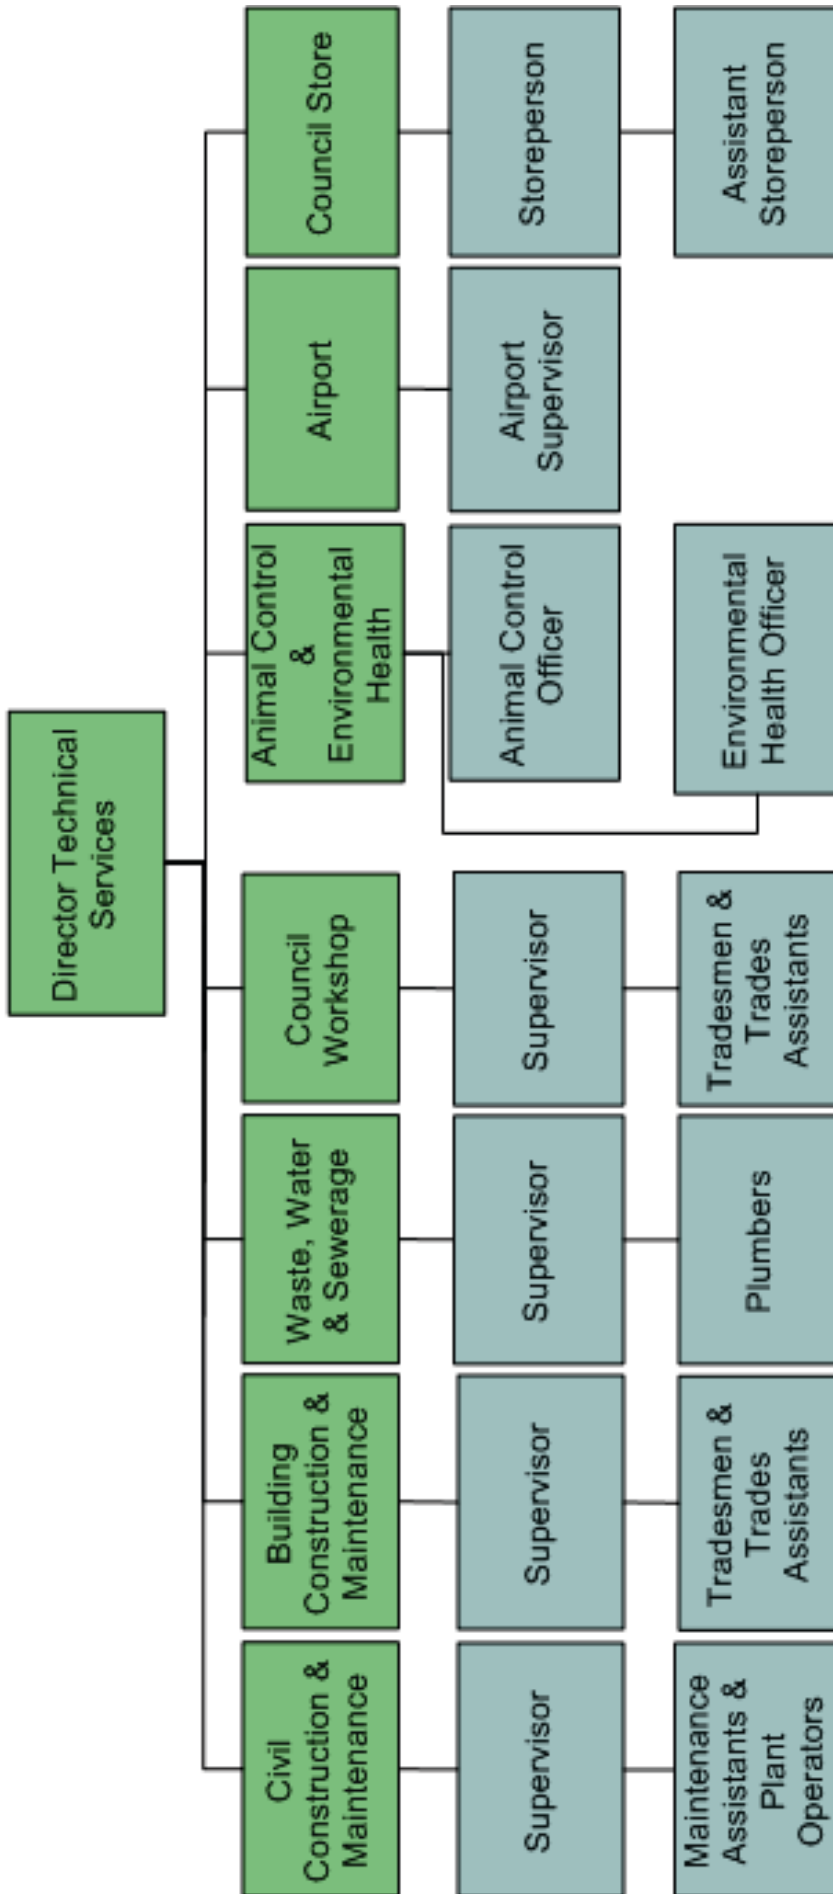 Director Technical
Services
Civil
Construction &
Maintenance
Building
Construction &
Maintenance
Waste, Water
& Sewerage
Council
Workshop
Animal Control
&
Environmental
Health
Airport
Council Store
Supervisor
Supervisor
Supervisor
Supervisor
Animal Control
Officer
Airport
Supervisor
Storeperson
Maintenance
Assistants &
Plant
Operators
Tradesmen &
Trades
Assistants
Plumbers
Tradesmen &
Trades
Assistants
Environmental
Health Officer
Assistant
Storeperson